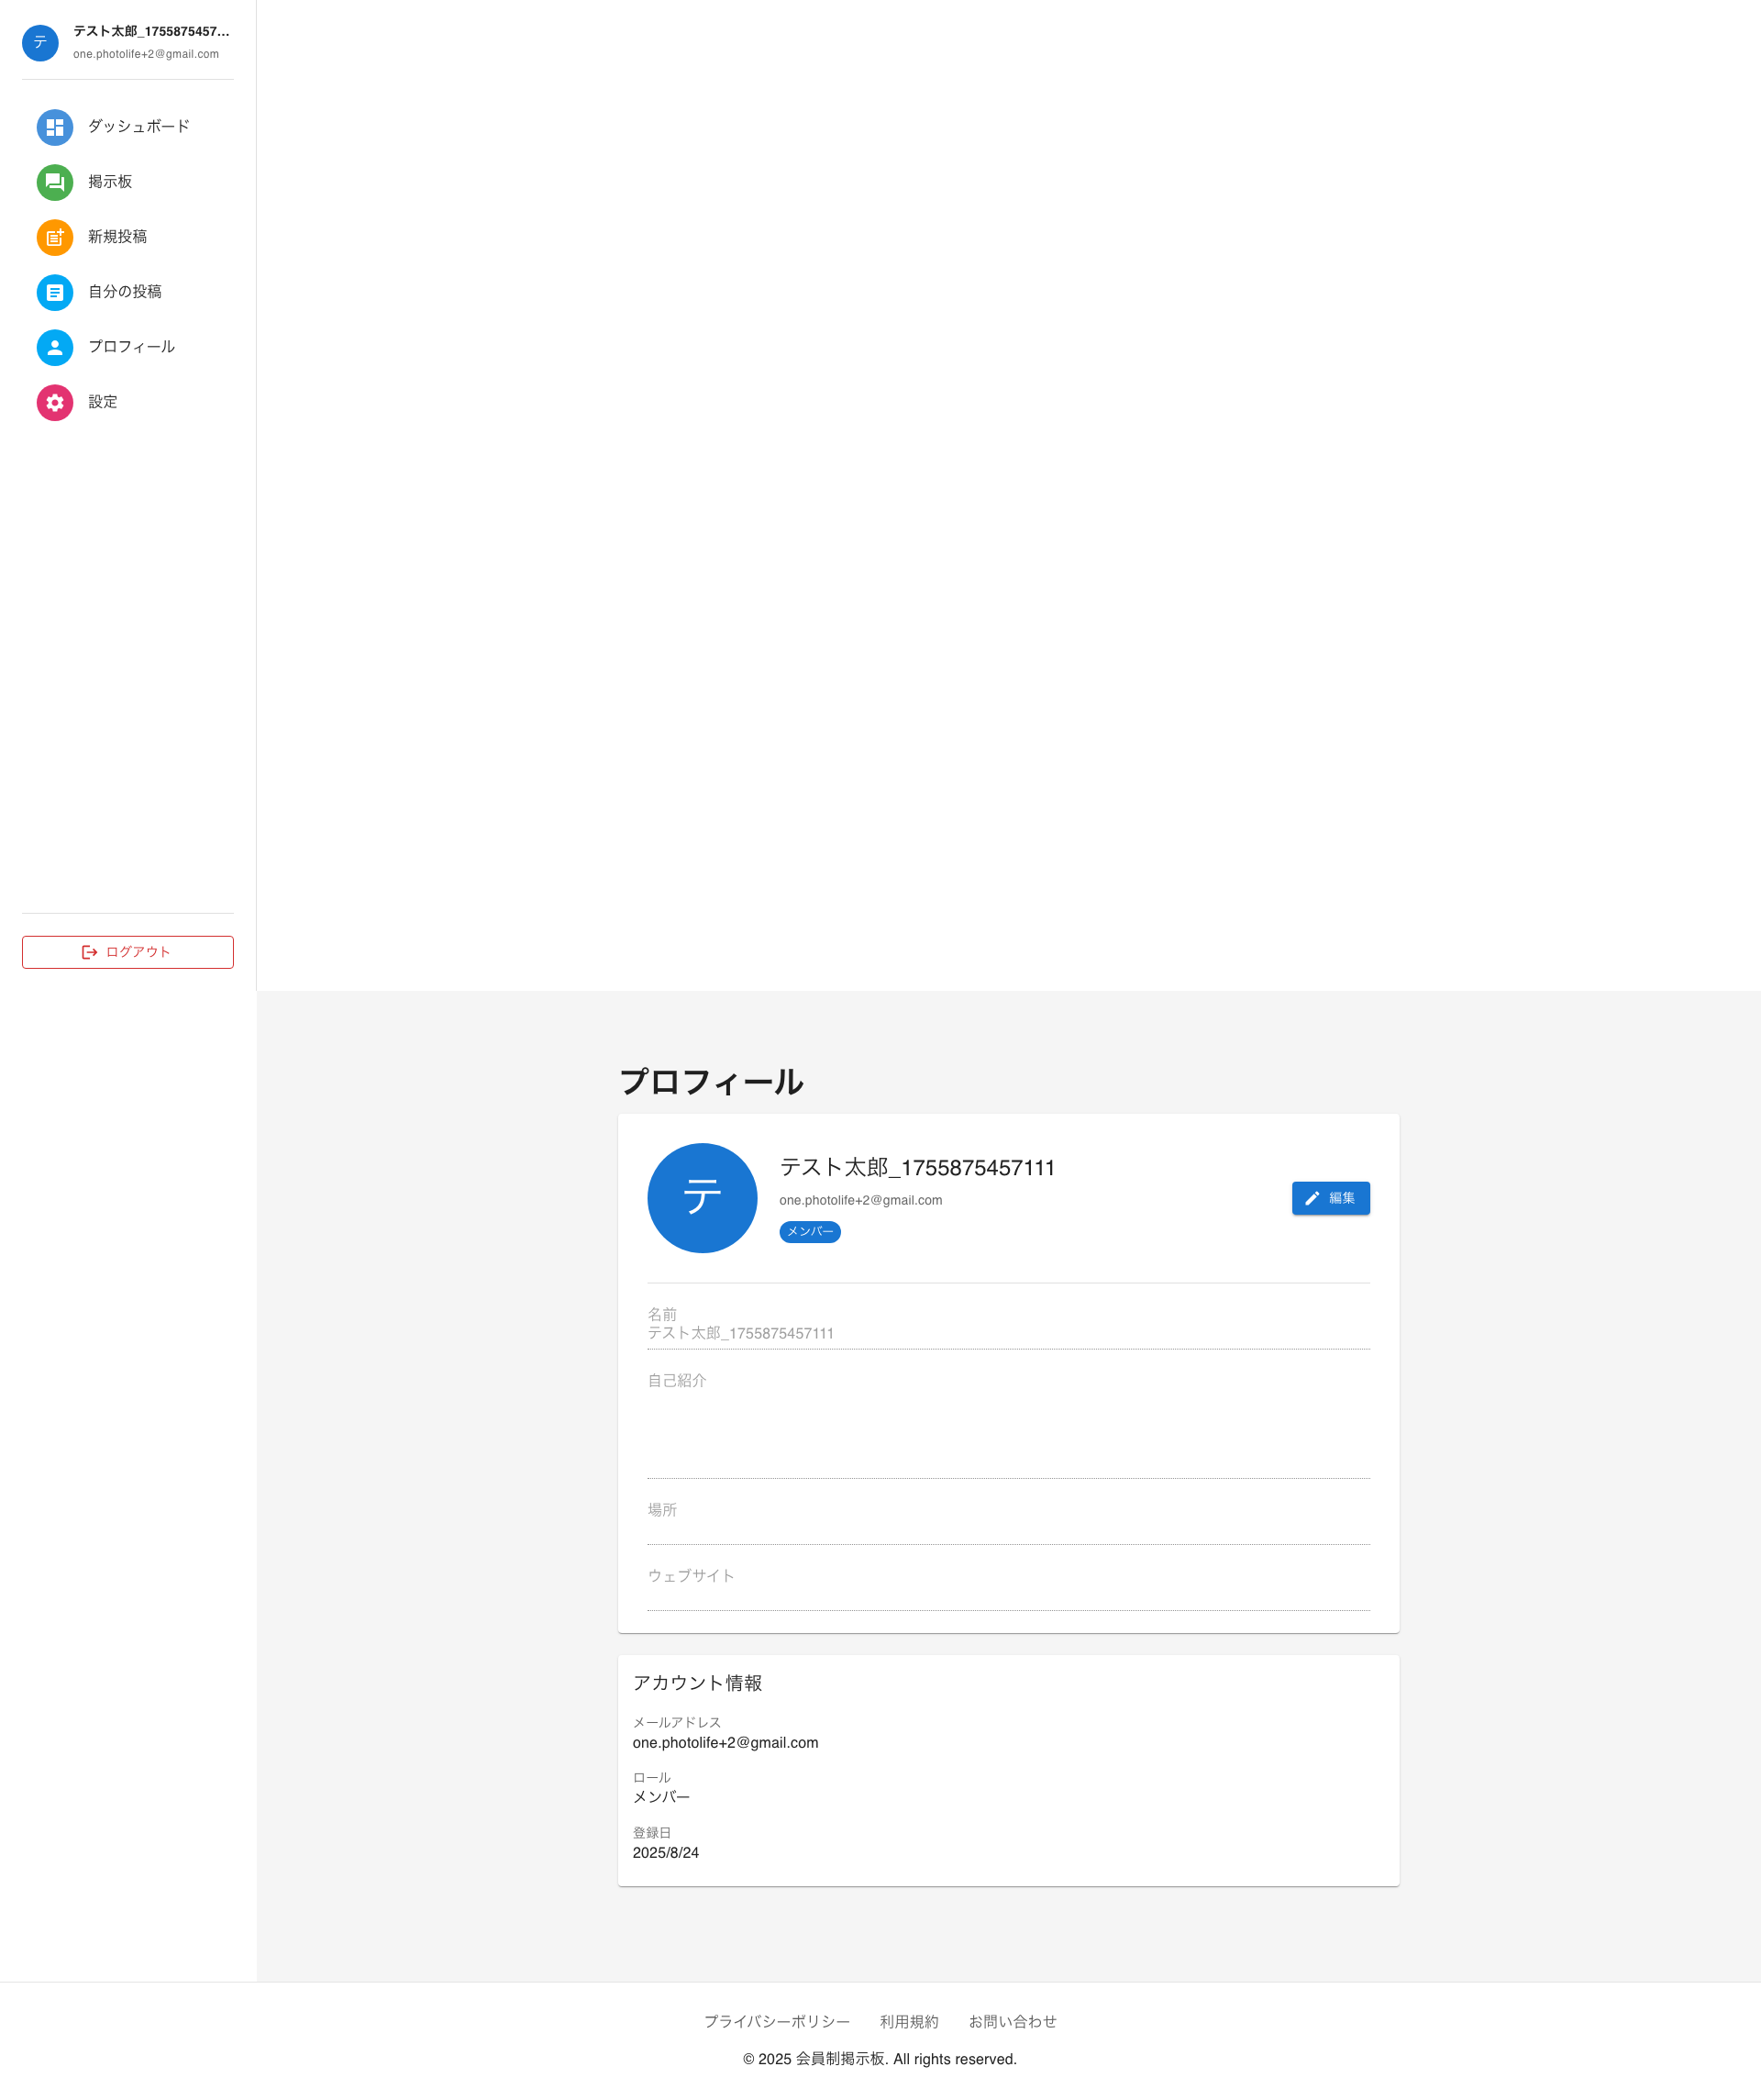 テ
テスト太郎_1755875457...
one.photolife+2@gmail.com
ダッシュボード
掲示板
新規投稿
自分の投稿
プロフィール
設定
ログアウト
プロフィール
テ
テスト太郎_1755875457111
one.photolife+2@gmail.com
メンバー
編集
名前
テスト太郎_1755875457111
自己紹介
場所
ウェブサイト
アカウント情報
メールアドレス
one.photolife+2@gmail.com
ロール
メンバー
登録日
2025/8/24
プライバシーポリシー 利用規約 お問い合わせ
© 2025 会員制掲示板. All rights reserved.